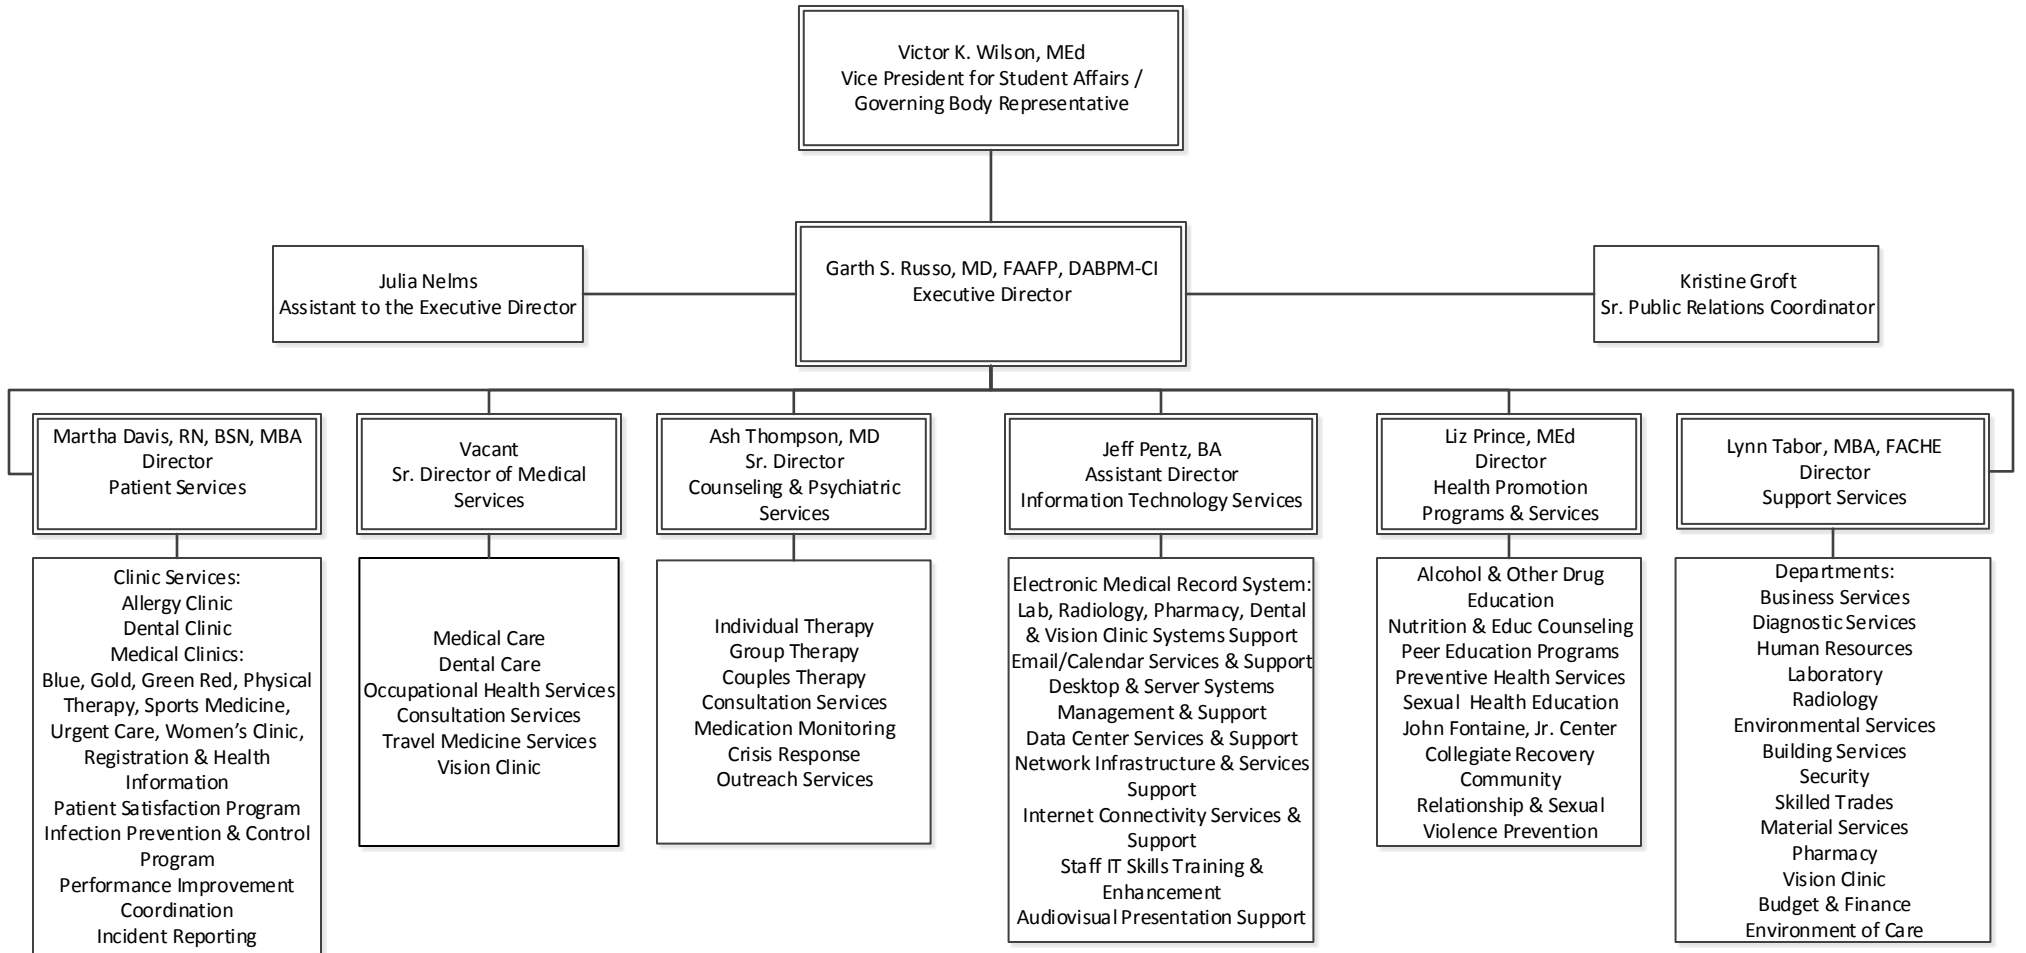 Victor K. Wilson, MEd
Vice President for Student Affairs /
Governing Body Representative
Julia Nelms
Assistant to the Executive Director
Garth S. Russo, MD, FAAFP, DABPM-CI
Executive Director
Kristine Groft
Sr. Public Relations Coordinator
Martha Davis, RN, BSN, MBA
Director
Patient Services
Vacant
Sr. Director of Medical
Services
Ash Thompson, MD
Sr. Director
Counseling & Psychiatric
Services
Jeff Pentz, BA
Assistant Director
Information Technology Services
Liz Prince, MEd
Director
Health Promotion
Programs & Services
Lynn Tabor, MBA, FACHE
Director
Support Services
Clinic Services:
Allergy Clinic
Dental Clinic
Medical Clinics:
Blue, Gold, Green Red, Physical
Therapy, Sports Medicine,
Urgent Care, Women’s Clinic,
Registration & Health
Information
Patient Satisfaction Program
Infection Prevention & Control
Program
Performance Improvement
Coordination
Incident Reporting
Medical Care
Dental Care
Occupational Health Services
Consultation Services
Travel Medicine Services
Vision Clinic
Individual Therapy
Group Therapy
Couples Therapy
Consultation Services
Medication Monitoring
Crisis Response
Outreach Services
Electronic Medical Record System:
Lab, Radiology, Pharmacy, Dental
& Vision Clinic Systems Support
Email/Calendar Services & Support
Desktop & Server Systems
Management & Support
Data Center Services & Support
Network Infrastructure & Services
Support
Internet Connectivity Services &
Support
Staff IT Skills Training &
Enhancement
Audiovisual Presentation Support
Alcohol & Other Drug
Education
Nutrition & Educ Counseling
Peer Education Programs
Preventive Health Services
Sexual Health Education
John Fontaine, Jr. Center
Collegiate Recovery
Community
Relationship & Sexual
Violence Prevention
Departments:
Business Services
Diagnostic Services
Human Resources
Laboratory
Radiology
Environmental Services
Building Services
Security
Skilled Trades
Material Services
Pharmacy
Vision Clinic
Budget & Finance
Environment of Care